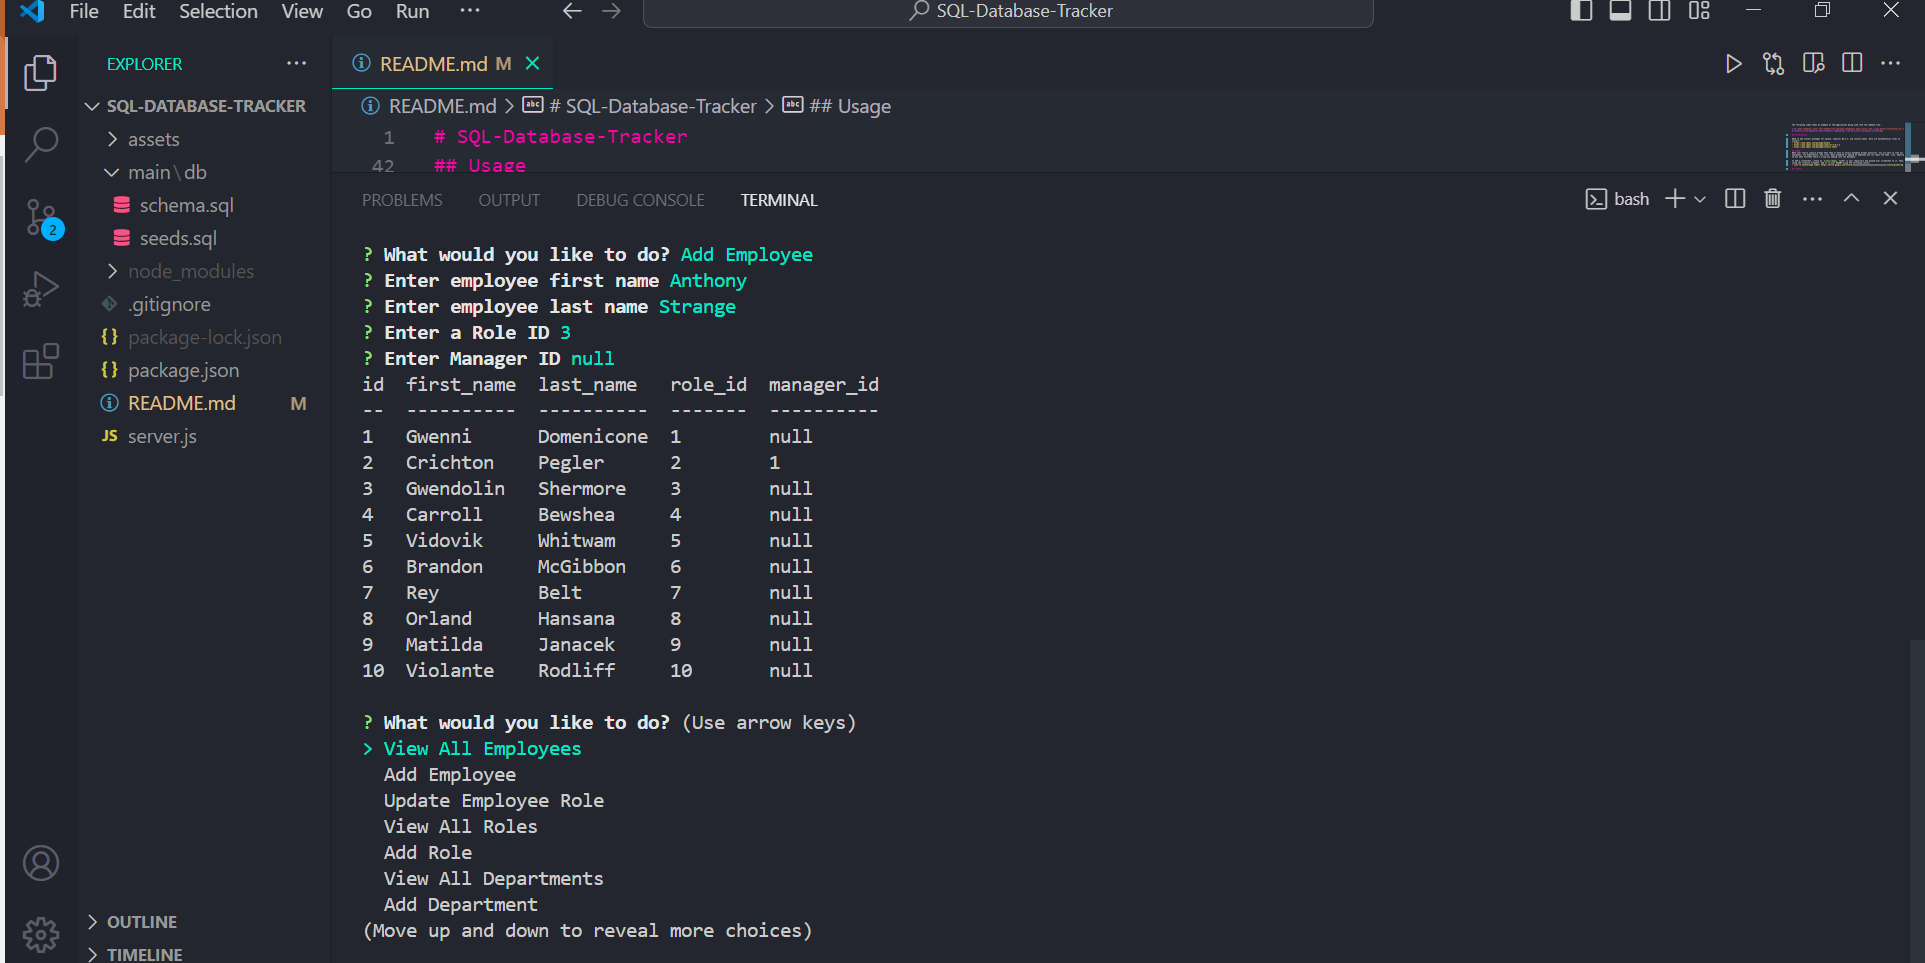 File Edit Selection View Go Run ··· SQL-Database-Tracker
EXPLORER ···
SQL-DATABASE-TRACKER
assets
main\db
schema.sql
seeds.sql
node_modules
.gitignore
package-lock.json
package.json
README.md M
server.js
OUTLINE
TIMELINE
2
README.md M
README.md > # SQL-Database-Tracker > ## Usage
1 # SQL-Database-Tracker
42 ## Usage
PROBLEMS OUTPUT DEBUG CONSOLE TERMINAL bash
? What would you like to do? Add Employee
? Enter employee first name Anthony
? Enter employee last name Strange
? Enter a Role ID 3
? Enter Manager ID null
id first_name last_name role_id manager_id
-- ---------- ---------- ------- ----------
1 Gwenni Domenicone 1 null
2 Crichton Pegler 2 1
3 Gwendolin Shermore 3 null
4 Carroll Bewshea 4 null
5 Vidovik Whitwam 5 null
6 Brandon McGibbon 6 null
7 Rey Belt 7 null
8 Orland Hansana 8 null
9 Matilda Janacek 9 null
10 Violante Rodliff 10 null
? What would you like to do? (Use arrow keys)
> View All Employees
Add Employee
Update Employee Role
View All Roles
Add Role
View All Departments
Add Department
(Move up and down to reveal more choices)